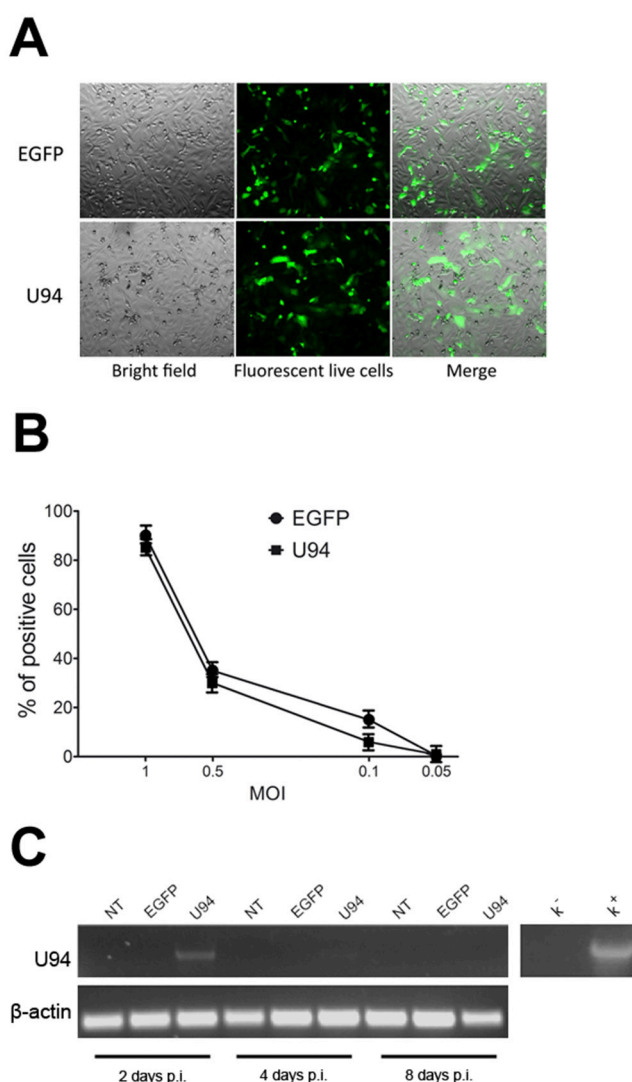 A
EGFP
U94
Bright field Fluorescent live cells Merge
B
100
80
60
40
20
0
% of positive cells
EGFP
U94
1 0.5 0.1 0.05
MOI
C
NT EGFP U94 NT EGFP U94 NT EGFP U94 k- k+
U94
β-actin
2 days p.i. 4 days p.i. 8 days p.i.